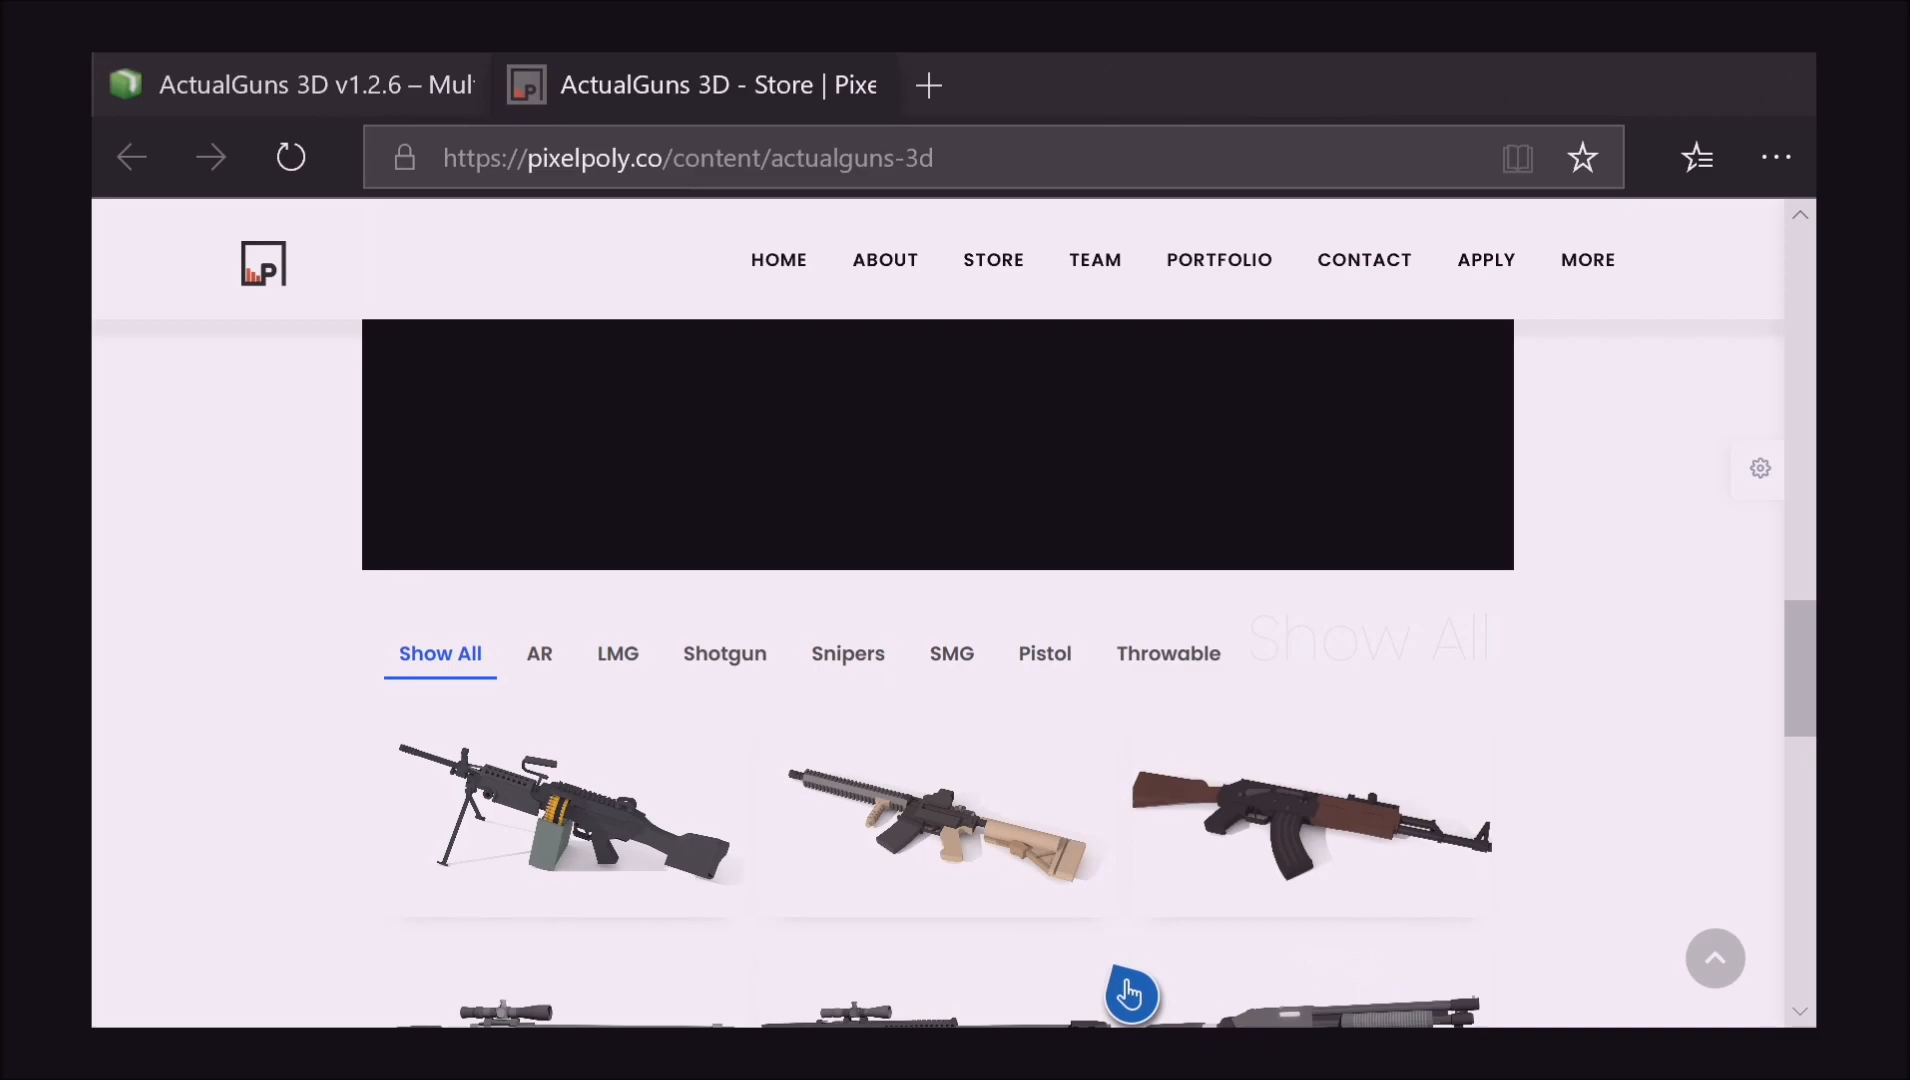 ActualGuns 3D v1.2.6 – Mul
ActualGuns 3D - Store | Pixe
https://pixelpoly.co/content/actualguns-3d
P
HOME ABOUT STORE TEAM PORTFOLIO CONTACT APPLY MORE
Show All
Show All AR LMG Shotgun Snipers SMG Pistol Throwable